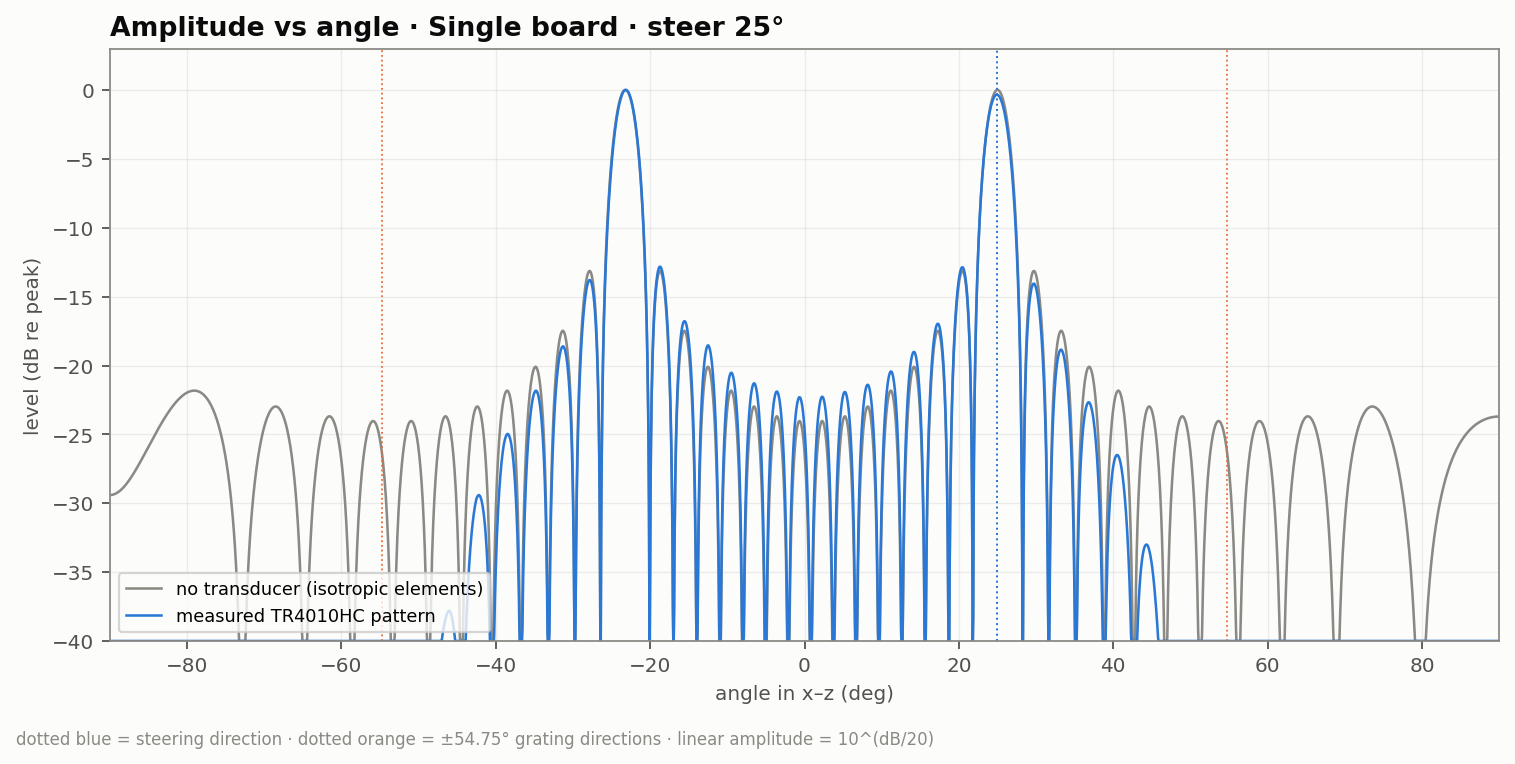 Amplitude vs angle · Single board · steer 25°
level (dB re peak)
0
−5
−10
−15
−20
−25
−30
−35
−40
no transducer (isotropic elements)
measured TR4010HC pattern
−80 −60 −40 −20 0 20 40 60 80
angle in x–z (deg)
dotted blue = steering direction · dotted orange = ±54.75° grating directions · linear amplitude = 10^(dB/20)